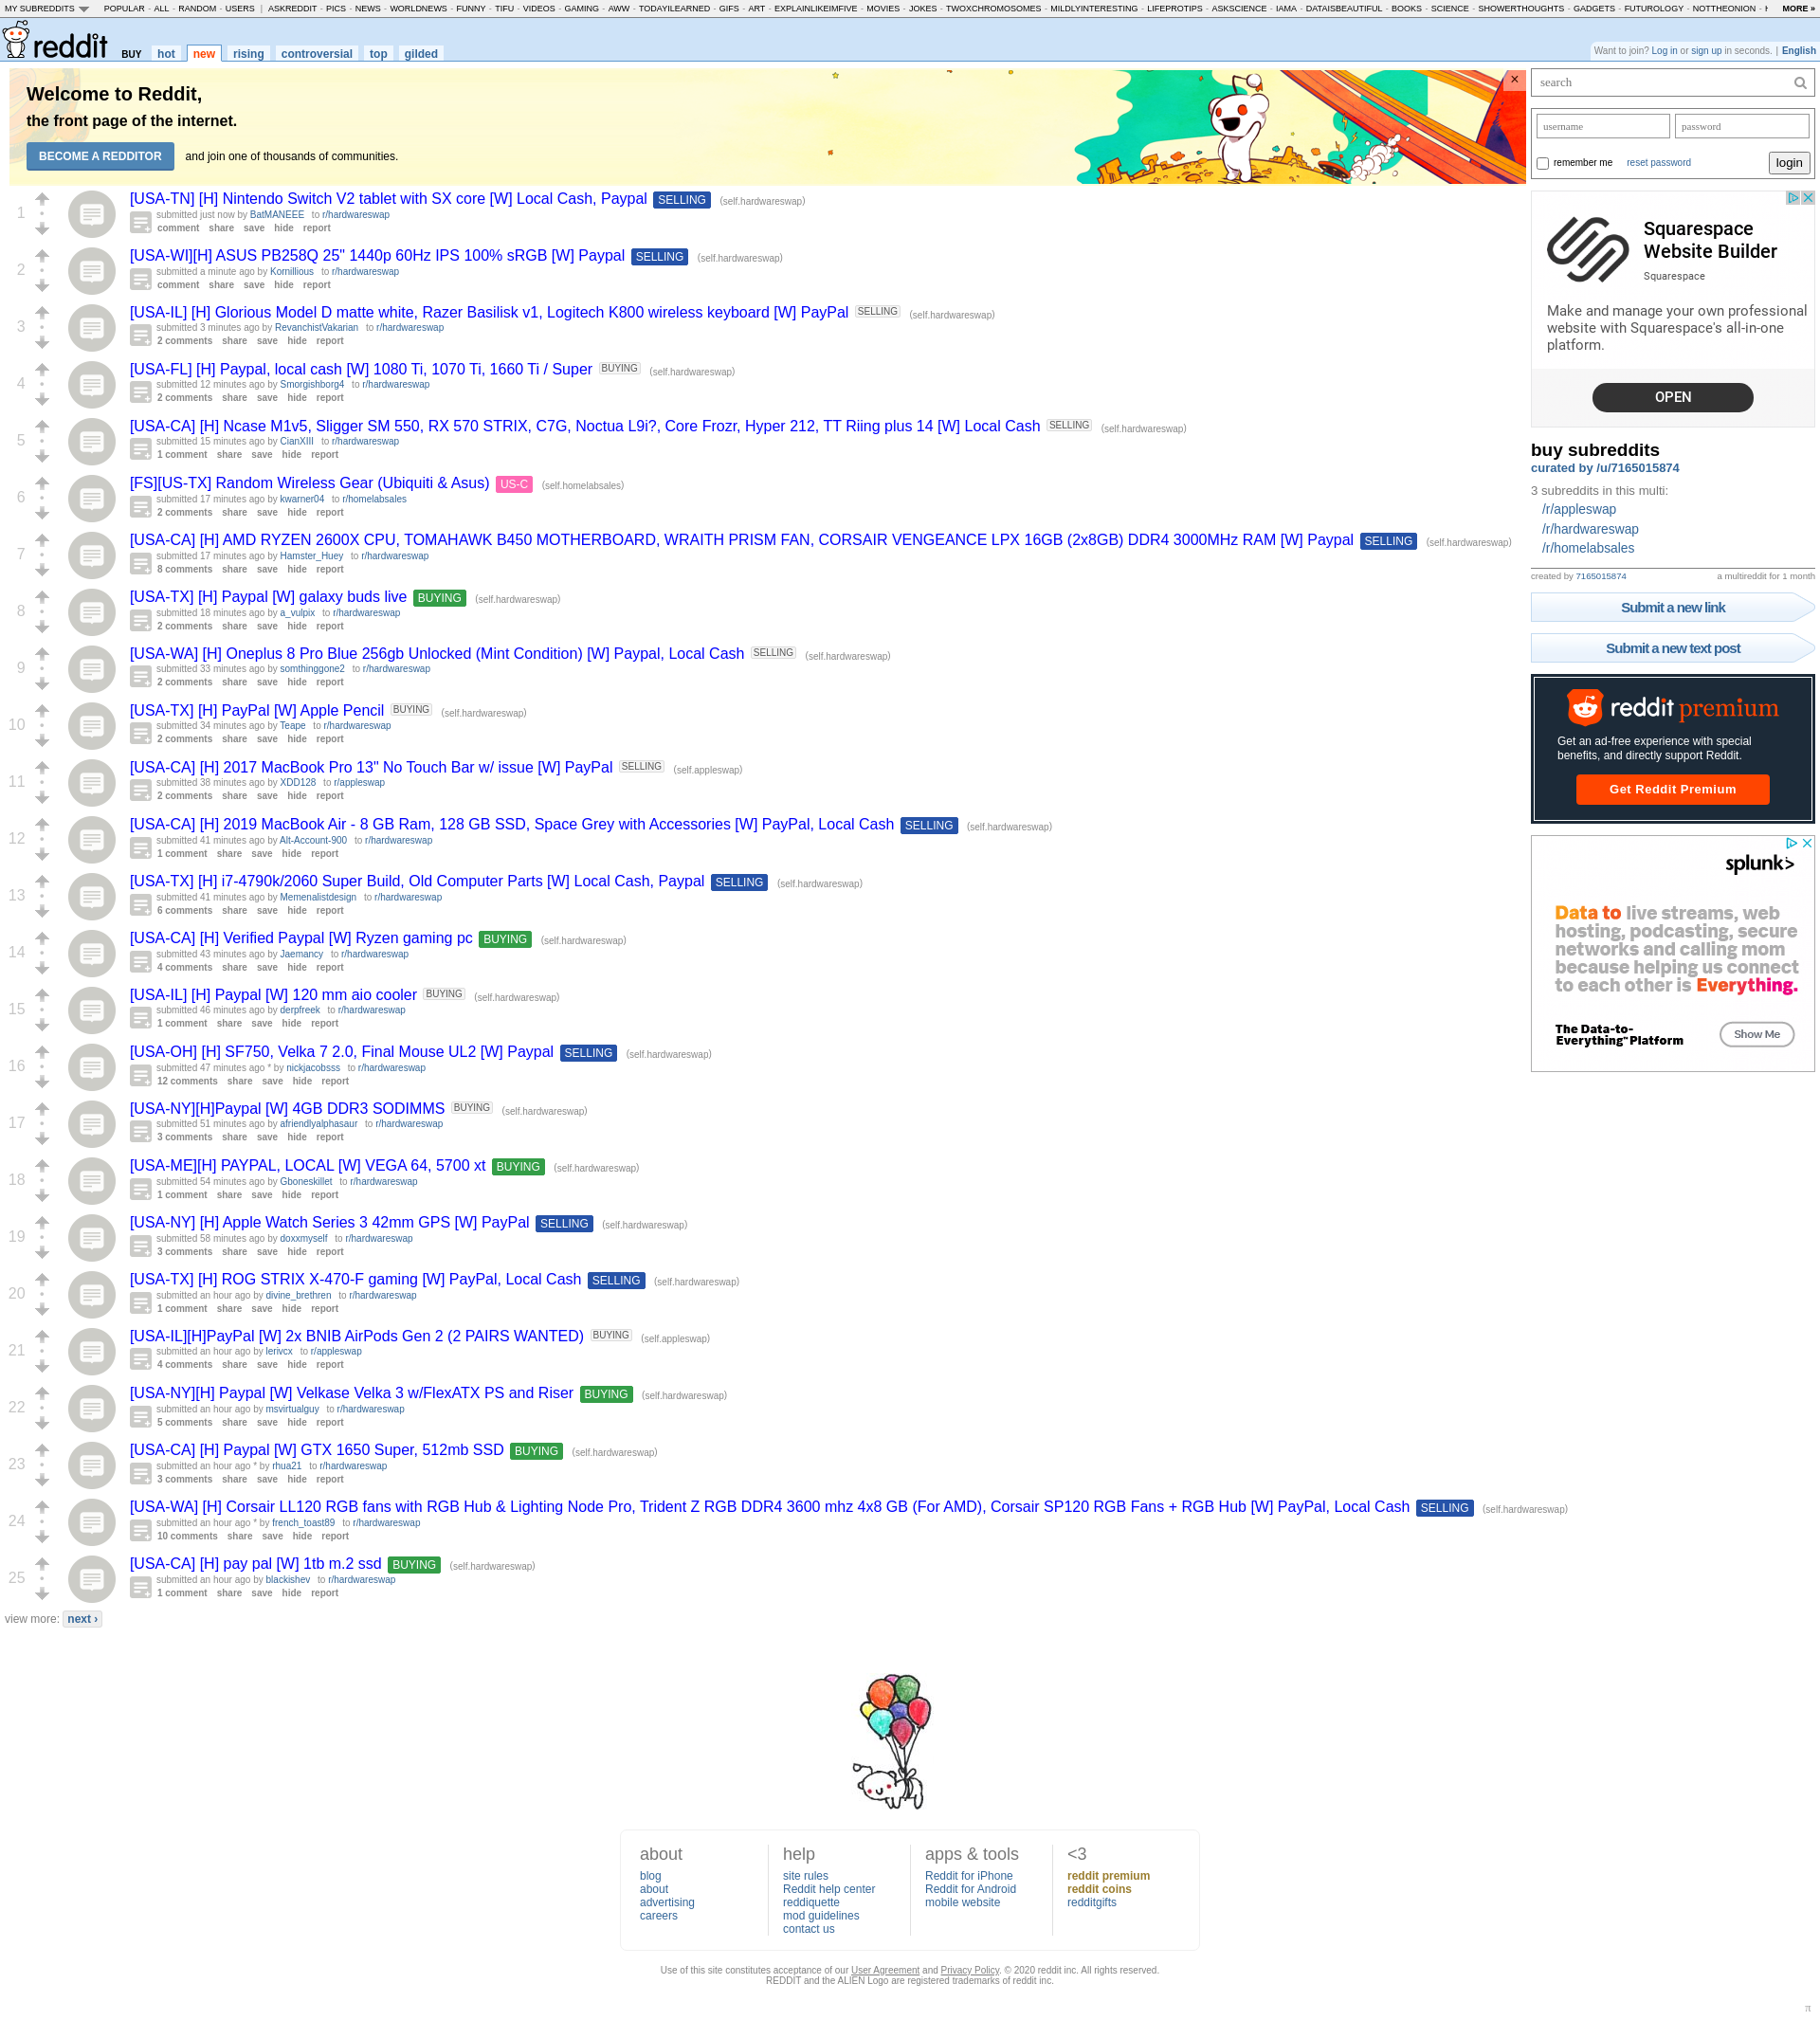 MY SUBREDDITS POPULAR - ALL - RANDOM - USERS | ASKREDDIT - PICS - NEWS - WORLDNEWS - FUNNY - TIFU - VIDEOS - GAMING - AWW - TODAYILEARNED - GIFS - ART - EXPLAINLIKEIMFIVE - MOVIES - JOKES - TWOXCHROMOSOMES - MILDLYINTERESTING - LIFEPROTIPS - ASKSCIENCE - IAMA - DATAISBEAUTIFUL - BOOKS - SCIENCE - SHOWERTHOUGHTS - GADGETS - FUTUROLOGY - NOTTHEONION - MORE »
reddit BUY hot new rising controversial top gilded
Want to join? Log in or sign up in seconds. | English
Welcome to Reddit,
the front page of the internet.
BECOME A REDDITOR and join one of thousands of communities.
×
1
[USA-TN] [H] Nintendo Switch V2 tablet with SX core [W] Local Cash, Paypal SELLING (self.hardwareswap)
submitted just now by BatMANEEE to r/hardwareswap
comment share save hide report
2
[USA-WI][H] ASUS PB258Q 25" 1440p 60Hz IPS 100% sRGB [W] Paypal SELLING (self.hardwareswap)
submitted a minute ago by Kornillious to r/hardwareswap
comment share save hide report
3
[USA-IL] [H] Glorious Model D matte white, Razer Basilisk v1, Logitech K800 wireless keyboard [W] PayPal SELLING (self.hardwareswap)
submitted 3 minutes ago by RevanchistVakarian to r/hardwareswap
2 comments share save hide report
4
[USA-FL] [H] Paypal, local cash [W] 1080 Ti, 1070 Ti, 1660 Ti / Super BUYING (self.hardwareswap)
submitted 12 minutes ago by Smorgishborg4 to r/hardwareswap
2 comments share save hide report
5
[USA-CA] [H] Ncase M1v5, Sligger SM 550, RX 570 STRIX, C7G, Noctua L9i?, Core Frozr, Hyper 212, TT Riing plus 14 [W] Local Cash SELLING (self.hardwareswap)
submitted 15 minutes ago by CianXIII to r/hardwareswap
1 comment share save hide report
6
[FS][US-TX] Random Wireless Gear (Ubiquiti & Asus) US-C (self.homelabsales)
submitted 17 minutes ago by kwarner04 to r/homelabsales
2 comments share save hide report
7
[USA-CA] [H] AMD RYZEN 2600X CPU, TOMAHAWK B450 MOTHERBOARD, WRAITH PRISM FAN, CORSAIR VENGEANCE LPX 16GB (2x8GB) DDR4 3000MHz RAM [W] Paypal SELLING (self.hardwareswap)
submitted 17 minutes ago by Hamster_Huey to r/hardwareswap
8 comments share save hide report
8
[USA-TX] [H] Paypal [W] galaxy buds live BUYING (self.hardwareswap)
submitted 18 minutes ago by a_vulpix to r/hardwareswap
2 comments share save hide report
9
[USA-WA] [H] Oneplus 8 Pro Blue 256gb Unlocked (Mint Condition) [W] Paypal, Local Cash SELLING (self.hardwareswap)
submitted 33 minutes ago by somthinggone2 to r/hardwareswap
2 comments share save hide report
10
[USA-TX] [H] PayPal [W] Apple Pencil BUYING (self.hardwareswap)
submitted 34 minutes ago by Teape to r/hardwareswap
2 comments share save hide report
11
[USA-CA] [H] 2017 MacBook Pro 13" No Touch Bar w/ issue [W] PayPal SELLING (self.appleswap)
submitted 38 minutes ago by XDD128 to r/appleswap
2 comments share save hide report
12
[USA-CA] [H] 2019 MacBook Air - 8 GB Ram, 128 GB SSD, Space Grey with Accessories [W] PayPal, Local Cash SELLING (self.hardwareswap)
submitted 41 minutes ago by Alt-Account-900 to r/hardwareswap
1 comment share save hide report
13
[USA-TX] [H] i7-4790k/2060 Super Build, Old Computer Parts [W] Local Cash, Paypal SELLING (self.hardwareswap)
submitted 41 minutes ago by Memenalistdesign to r/hardwareswap
6 comments share save hide report
14
[USA-CA] [H] Verified Paypal [W] Ryzen gaming pc BUYING (self.hardwareswap)
submitted 43 minutes ago by Jaemancy to r/hardwareswap
4 comments share save hide report
15
[USA-IL] [H] Paypal [W] 120 mm aio cooler BUYING (self.hardwareswap)
submitted 46 minutes ago by derpfreek to r/hardwareswap
1 comment share save hide report
16
[USA-OH] [H] SF750, Velka 7 2.0, Final Mouse UL2 [W] Paypal SELLING (self.hardwareswap)
submitted 47 minutes ago * by nickjacobsss to r/hardwareswap
12 comments share save hide report
17
[USA-NY][H]Paypal [W] 4GB DDR3 SODIMMS BUYING (self.hardwareswap)
submitted 51 minutes ago by afriendlyalphasaur to r/hardwareswap
3 comments share save hide report
18
[USA-ME][H] PAYPAL, LOCAL [W] VEGA 64, 5700 xt BUYING (self.hardwareswap)
submitted 54 minutes ago by Gboneskillet to r/hardwareswap
1 comment share save hide report
19
[USA-NY] [H] Apple Watch Series 3 42mm GPS [W] PayPal SELLING (self.hardwareswap)
submitted 58 minutes ago by doxxmyself to r/hardwareswap
3 comments share save hide report
20
[USA-TX] [H] ROG STRIX X-470-F gaming [W] PayPal, Local Cash SELLING (self.hardwareswap)
submitted an hour ago by divine_brethren to r/hardwareswap
1 comment share save hide report
21
[USA-IL][H]PayPal [W] 2x BNIB AirPods Gen 2 (2 PAIRS WANTED) BUYING (self.appleswap)
submitted an hour ago by lerivcx to r/appleswap
4 comments share save hide report
22
[USA-NY][H] Paypal [W] Velkase Velka 3 w/FlexATX PS and Riser BUYING (self.hardwareswap)
submitted an hour ago by msvirtualguy to r/hardwareswap
5 comments share save hide report
23
[USA-CA] [H] Paypal [W] GTX 1650 Super, 512mb SSD BUYING (self.hardwareswap)
submitted an hour ago * by rhua21 to r/hardwareswap
3 comments share save hide report
24
[USA-WA] [H] Corsair LL120 RGB fans with RGB Hub & Lighting Node Pro, Trident Z RGB DDR4 3600 mhz 4x8 GB (For AMD), Corsair SP120 RGB Fans + RGB Hub [W] PayPal, Local Cash SELLING (self.hardwareswap)
submitted an hour ago * by french_toast89 to r/hardwareswap
10 comments share save hide report
25
[USA-CA] [H] pay pal [W] 1tb m.2 ssd BUYING (self.hardwareswap)
submitted an hour ago by blackishev to r/hardwareswap
1 comment share save hide report
view more: next ›
search
username password
remember me reset password login
Squarespace
Website Builder
Squarespace
Make and manage your own professional
website with Squarespace's all-in-one
platform.
OPEN
buy subreddits
curated by /u/7165015874
3 subreddits in this multi:
/r/appleswap
/r/hardwareswap
/r/homelabsales
created by 7165015874 a multireddit for 1 month
Submit a new link
Submit a new text post
reddit premium
Get an ad-free experience with special
benefits, and directly support Reddit.
Get Reddit Premium
splunk>
Data to live streams, web
hosting, podcasting, secure
networks and calling mom
because helping us connect
to each other is Everything.
The Data-to-
Everything™ Platform
Show Me
about
blog
about
advertising
careers
help
site rules
Reddit help center
reddiquette
mod guidelines
contact us
apps & tools
Reddit for iPhone
Reddit for Android
mobile website
<3
reddit premium
reddit coins
redditgifts
Use of this site constitutes acceptance of our User Agreement and Privacy Policy. © 2020 reddit inc. All rights reserved.
REDDIT and the ALIEN Logo are registered trademarks of reddit inc.
π